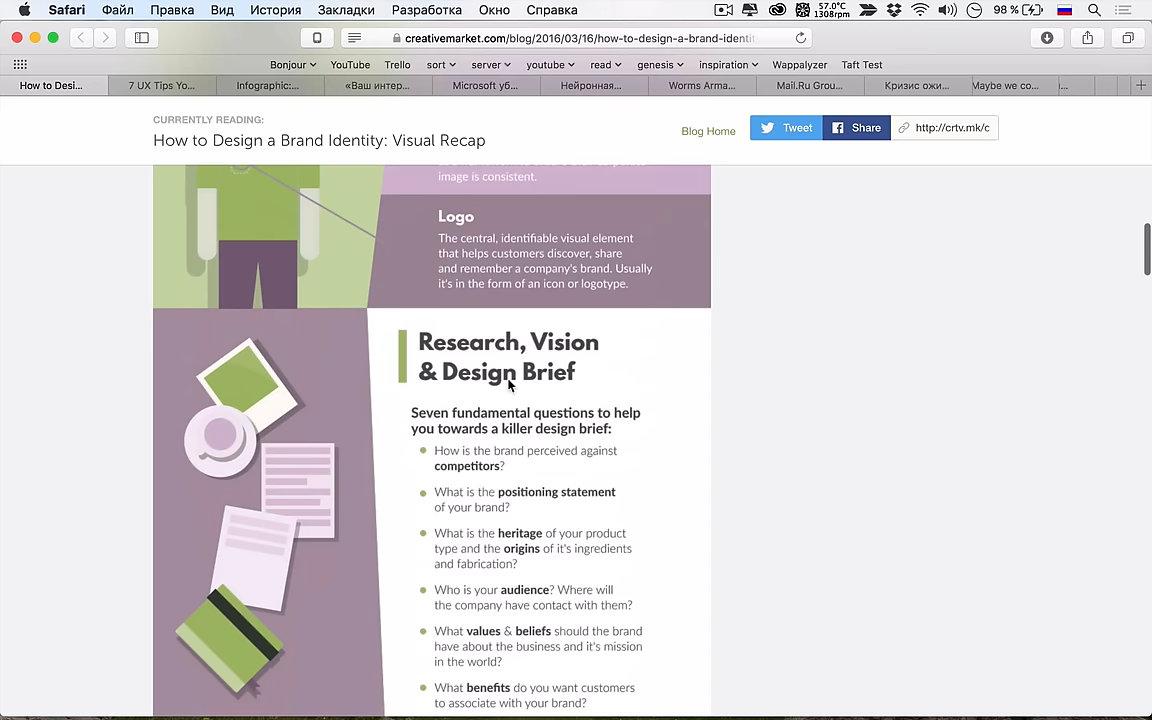 Safari Файл Правка Вид История Закладки Разработка Окно Справка 57.0°C 1308rpm 98 %
creativemarket.com/blog/2016/03/16/how-to-design-a-brand-identit
Bonjour YouTube Trello sort server youtube read genesis inspiration Wappalyzer Taft Test
How to Desi... 7 UX Tips Yo... Infographic:... «Ваш интер... Microsoft уб... Нейронная... Worms Arma... Mail.Ru Grou... Кризис ожи... Maybe we co...
CURRENTLY READING:
How to Design a Brand Identity: Visual Recap
Blog Home Tweet Share http://crtv.mk/c
image is consistent.
Logo
The central, identifiable visual element
that helps customers discover, share
and remember a company's brand. Usually
it's in the form of an icon or logotype.
Research, Vision
& Design Brief
Seven fundamental questions to help
you towards a killer design brief:
How is the brand perceived against
competitors?
What is the positioning statement
of your brand?
What is the heritage of your product
type and the origins of it's ingredients
and fabrication?
Who is your audience? Where will
the company have contact with them?
What values & beliefs should the brand
have about the business and it's mission
in the world?
What benefits do you want customers
to associate with your brand?